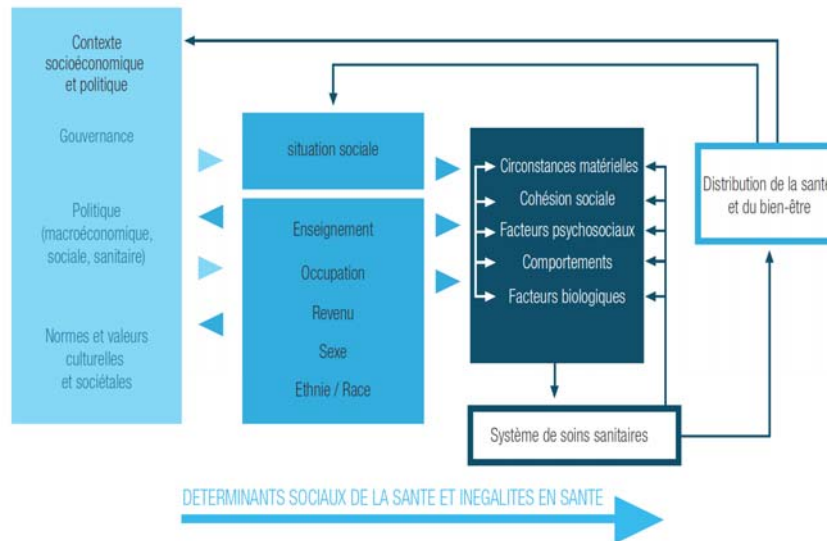 Contexte
socioéconomique
et politique
Gouvernance
Politique
(macroéconomique,
sociale, sanitaire)
Normes et valeurs
culturelles
et sociétales
situation sociale
Enseignement
Occupation
Revenu
Sexe
Ethnie / Race
Circonstances matérielles
Cohésion sociale
Facteurs psychosociaux
Comportements
Facteurs biologiques
Système de soins sanitaires
Distribution de la santé
et du bien-être
DETERMINANTS SOCIAUX DE LA SANTE ET INEGALITES EN SANTE